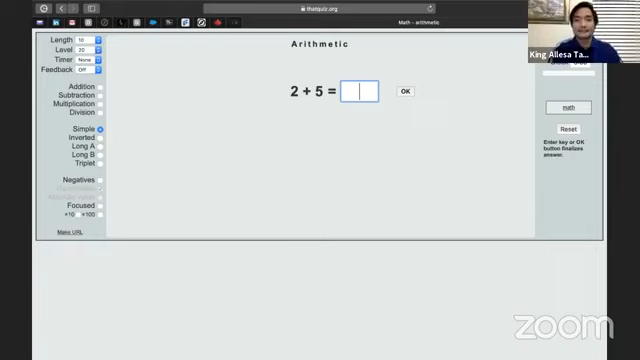 thatquiz.org
Math - arithmetic
Length 10
Level 20
Timer None
Feedback Off
Addition
Subtraction
Multiplication
Division
Simple
Inverted
Long A
Long B
Triplet
Negatives
Focused
×10 ×100
Make URL
Arithmetic
2 + 5 =
OK
King Allesa Ta...
math
Reset
Enter key or OK
button finalizes
answer.
zoom